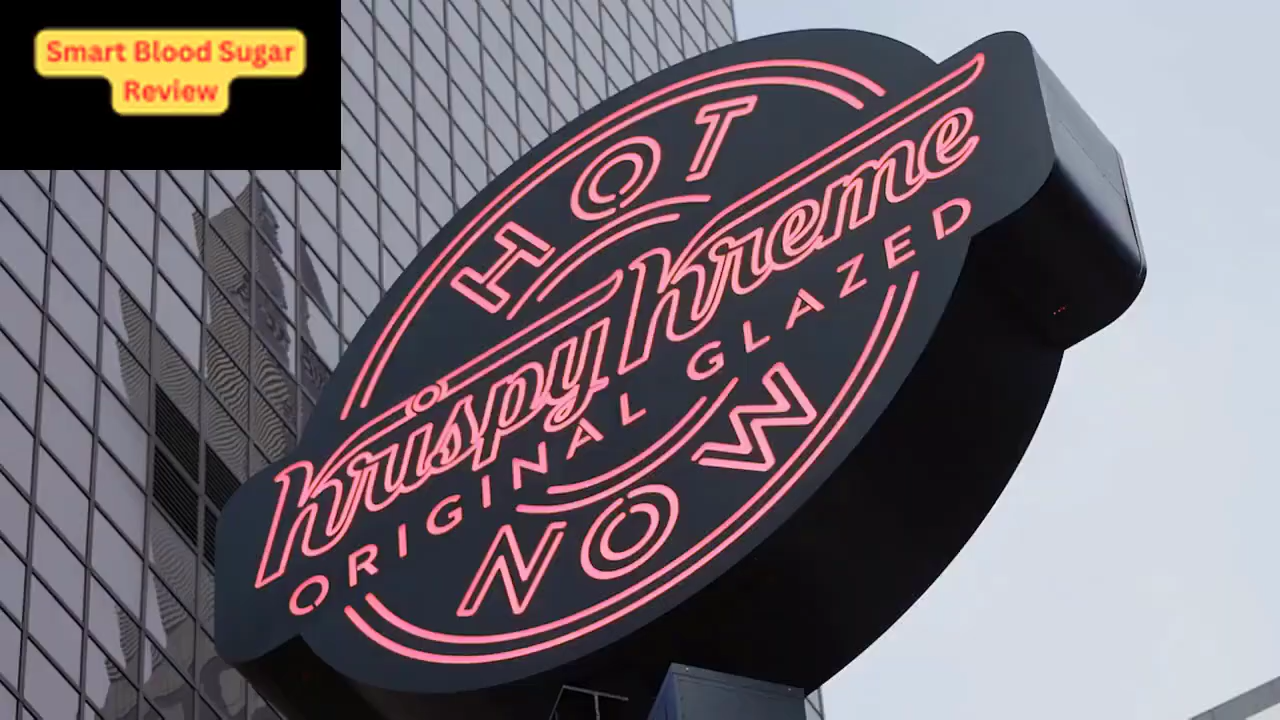 Smart Blood Sugar
Review
HOT
Krispy Kreme
ORIGINAL GLAZED
NOW